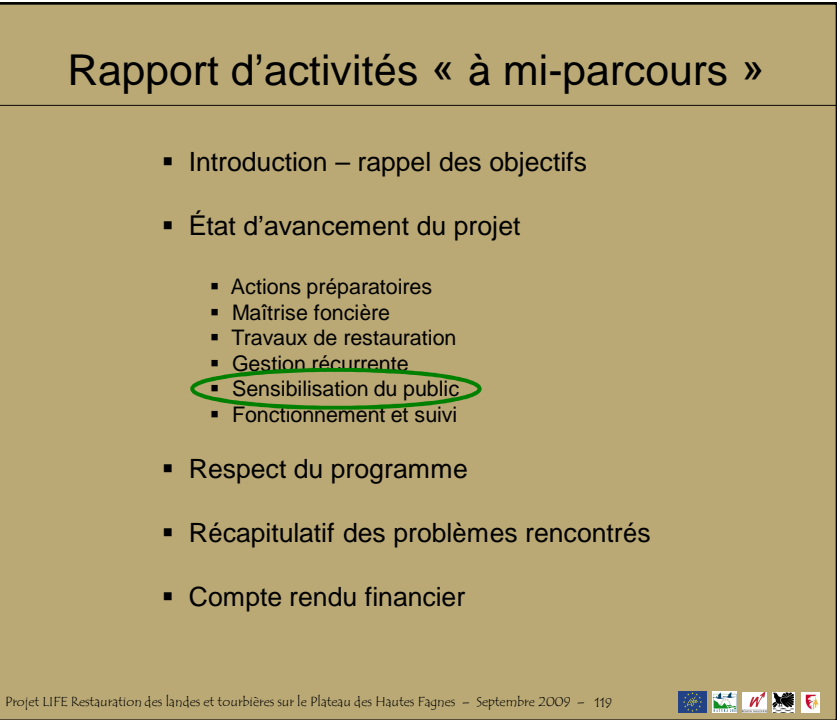 Rapport d’activités « à mi-parcours »
▪ Introduction – rappel des objectifs
▪ État d’avancement du projet
▪ Actions préparatoires
▪ Maîtrise foncière
▪ Travaux de restauration
▪ Gestion récurrente
▪ Sensibilisation du public
▪ Fonctionnement et suivi
▪ Respect du programme
▪ Récapitulatif des problèmes rencontrés
▪ Compte rendu financier
Projet LIFE Restauration des landes et tourbières sur le Plateau des Hautes Fagnes – Septembre 2009 – 119